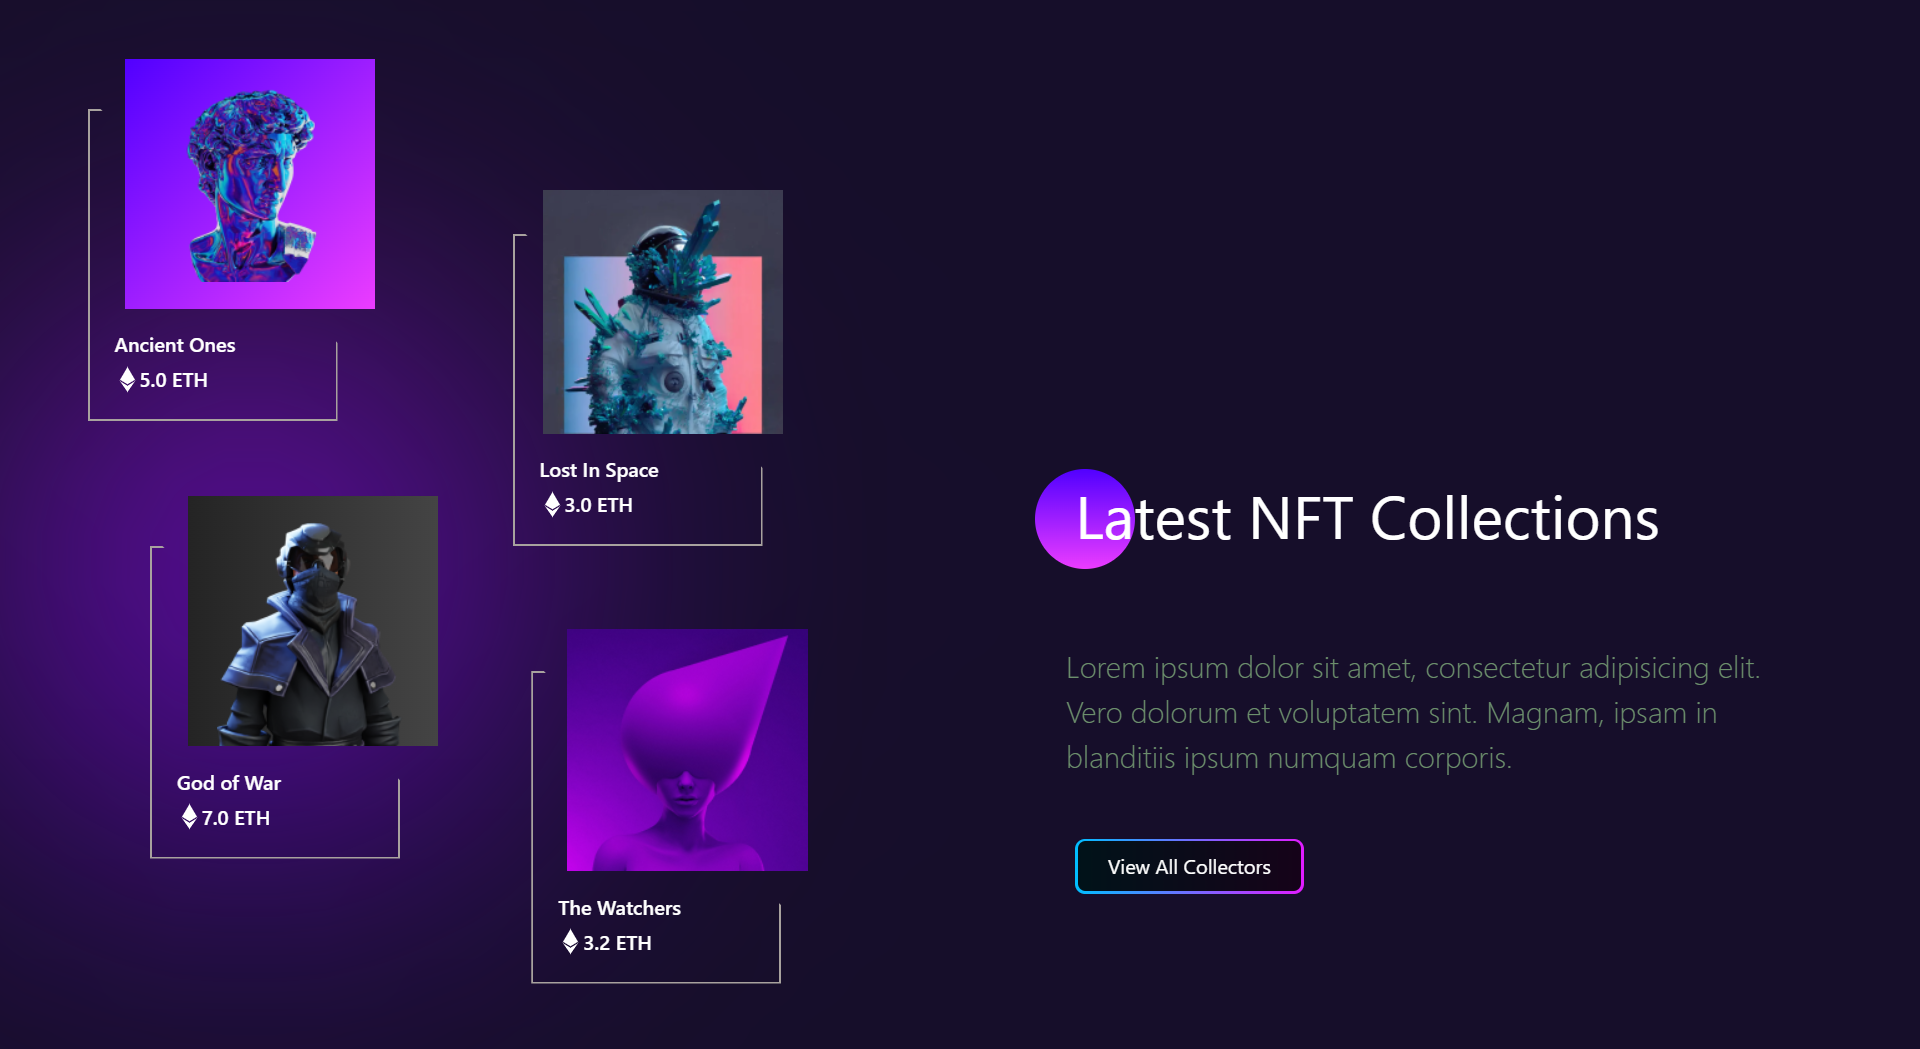 Ancient Ones
5.0 ETH
Lost In Space
3.0 ETH
God of War
7.0 ETH
The Watchers
3.2 ETH
Latest NFT Collections
Lorem ipsum dolor sit amet, consectetur adipisicing elit.
Vero dolorum et voluptatem sint. Magnam, ipsam in
blanditiis ipsum numquam corporis.
View All Collectors